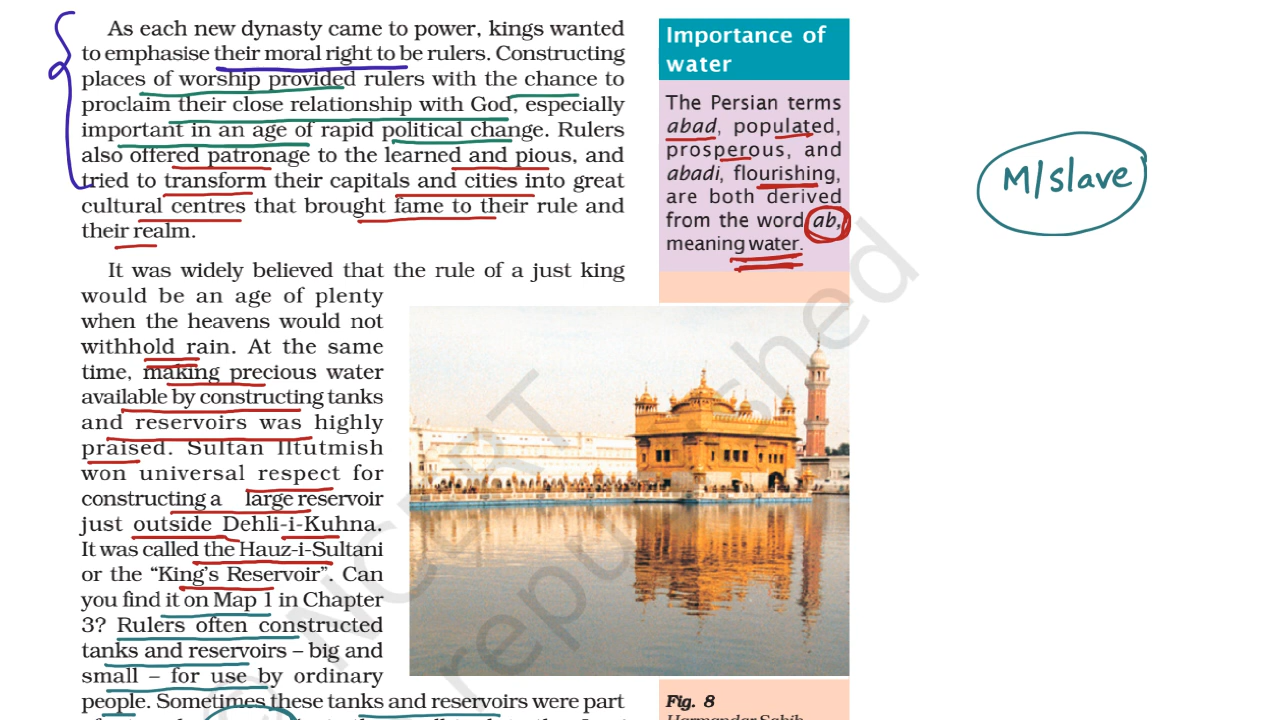 As each new dynasty came to power, kings wanted
to emphasise their moral right to be rulers. Constructing
places of worship provided rulers with the chance to
proclaim their close relationship with God, especially
important in an age of rapid political change. Rulers
also offered patronage to the learned and pious, and
tried to transform their capitals and cities into great
cultural centres that brought fame to their rule and
their realm.
It was widely believed that the rule of a just king
would be an age of plenty
when the heavens would not
withhold rain. At the same
time, making precious water
available by constructing tanks
and reservoirs was highly
praised. Sultan Iltutmish
won universal respect for
constructing a large reservoir
just outside Dehli-i-Kuhna.
It was called the Hauz-i-Sultani
or the “King’s Reservoir”. Can
you find it on Map 1 in Chapter
3? Rulers often constructed
tanks and reservoirs – big and
small – for use by ordinary
people. Sometimes these tanks and reservoirs were part
Importance of
water
The Persian terms
abad, populated,
prosperous, and
abadi, flourishing,
are both derived
from the word ab,
meaning water.
M/slave
© NCERT
republished
Fig. 8
Harmandar Sahib